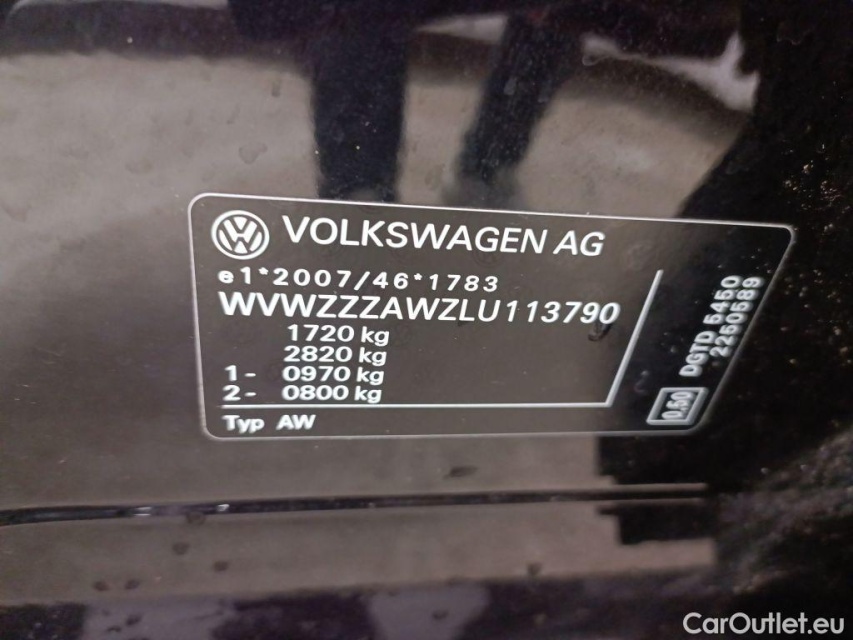 VOLKSWAGEN AG
e1*2007/46*1783
WVWZZZAWZLU113790
1720 kg
2820 kg
1- 0970 kg
2- 0800 kg
Typ AW
DGTD 5450
2250589
0.50
CarOutlet.eu